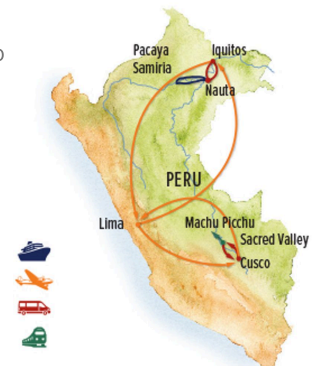 Pacaya
Samiria
Iquitos
Nauta
PERU
Lima
Machu Picchu
Sacred Valley
Cusco